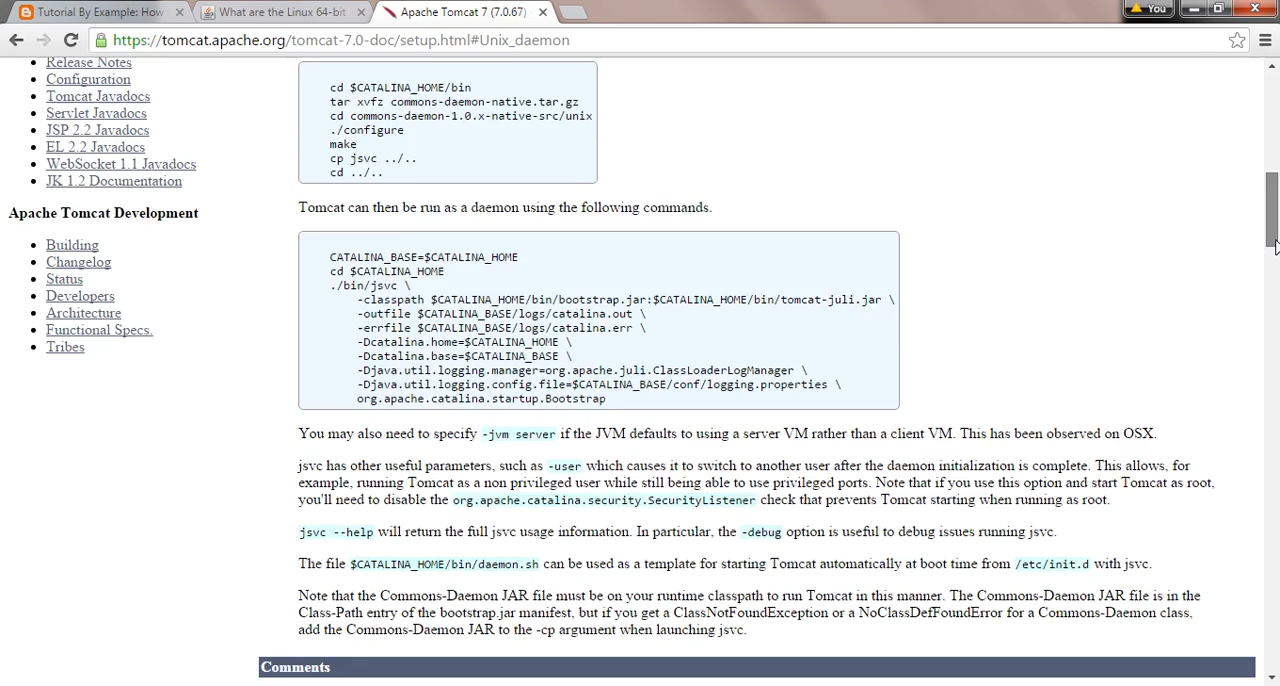 Tutorial By Example: How
What are the Linux 64-bit
Apache Tomcat 7 (7.0.67)
You
https://tomcat.apache.org/tomcat-7.0-doc/setup.html#Unix_daemon
Release Notes
Configuration
Tomcat Javadocs
Servlet Javadocs
JSP 2.2 Javadocs
EL 2.2 Javadocs
WebSocket 1.1 Javadocs
JK 1.2 Documentation
Apache Tomcat Development
Building
Changelog
Status
Developers
Architecture
Functional Specs.
Tribes
cd $CATALINA_HOME/bin
tar xvfz commons-daemon-native.tar.gz
cd commons-daemon-1.0.x-native-src/unix
./configure
make
cp jsvc ../..
cd ../..
Tomcat can then be run as a daemon using the following commands.
CATALINA_BASE=$CATALINA_HOME
cd $CATALINA_HOME
./bin/jsvc \
-classpath $CATALINA_HOME/bin/bootstrap.jar:$CATALINA_HOME/bin/tomcat-juli.jar \
-outfile $CATALINA_BASE/logs/catalina.out \
-errfile $CATALINA_BASE/logs/catalina.err \
-Dcatalina.home=$CATALINA_HOME \
-Dcatalina.base=$CATALINA_BASE \
-Djava.util.logging.manager=org.apache.juli.ClassLoaderLogManager \
-Djava.util.logging.config.file=$CATALINA_BASE/conf/logging.properties \
org.apache.catalina.startup.Bootstrap
You may also need to specify -jvm server if the JVM defaults to using a server VM rather than a client VM. This has been observed on OSX.
jsvc has other useful parameters, such as -user which causes it to switch to another user after the daemon initialization is complete. This allows, for
example, running Tomcat as a non privileged user while still being able to use privileged ports. Note that if you use this option and start Tomcat as root,
you'll need to disable the org.apache.catalina.security.SecurityListener check that prevents Tomcat starting when running as root.
jsvc --help will return the full jsvc usage information. In particular, the -debug option is useful to debug issues running jsvc.
The file $CATALINA_HOME/bin/daemon.sh can be used as a template for starting Tomcat automatically at boot time from /etc/init.d with jsvc.
Note that the Commons-Daemon JAR file must be on your runtime classpath to run Tomcat in this manner. The Commons-Daemon JAR file is in the
Class-Path entry of the bootstrap.jar manifest, but if you get a ClassNotFoundException or a NoClassDefFoundError for a Commons-Daemon class,
add the Commons-Daemon JAR to the -cp argument when launching jsvc.
Comments